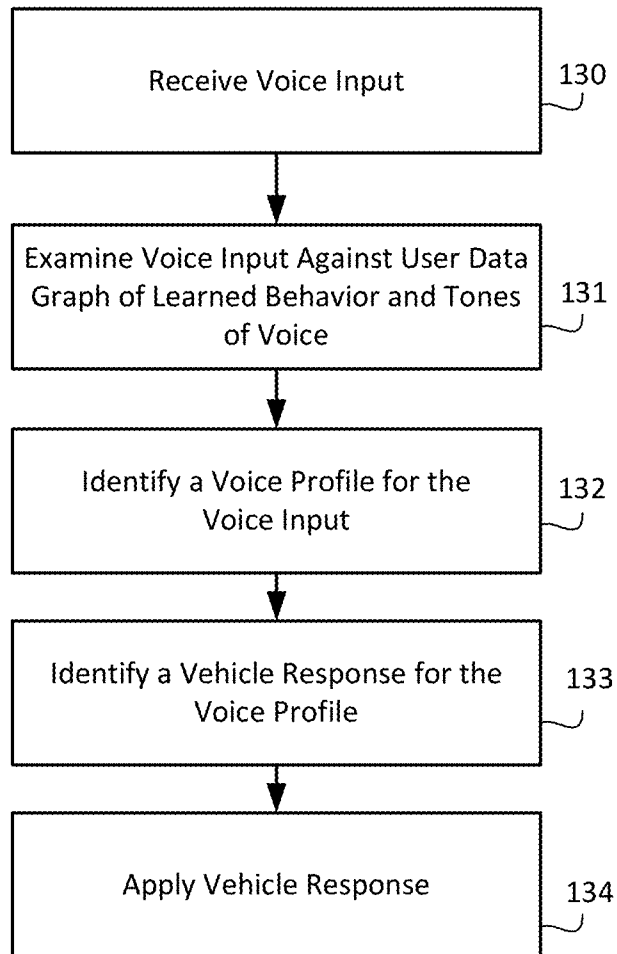 Receive Voice Input
130
Examine Voice Input Against User Data
Graph of Learned Behavior and Tones
of Voice
131
Identify a Voice Profile for the
Voice Input
132
Identify a Vehicle Response for the
Voice Profile
133
Apply Vehicle Response
134